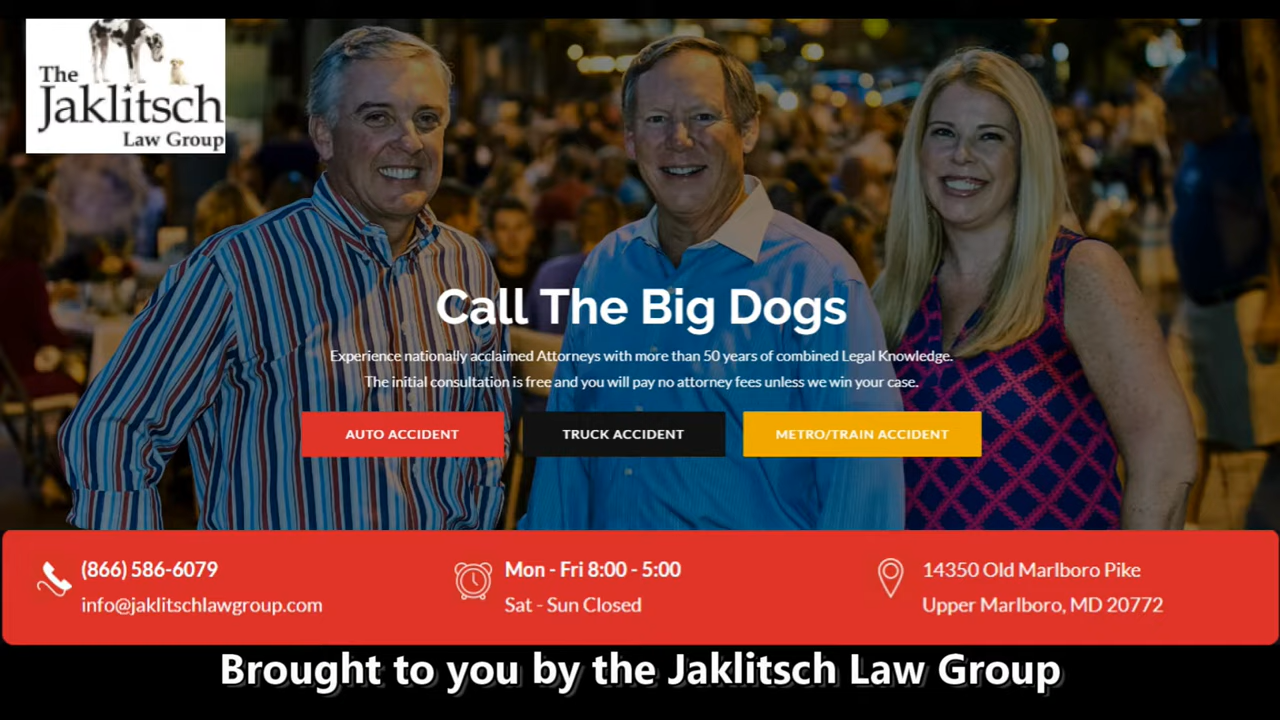 The
Jaklitsch
Law Group
Call The Big Dogs
Experience nationally acclaimed Attorneys with more than 50 years of combined Legal Knowledge.
The initial consultation is free and you will pay no attorney fees unless we win your case.
AUTO ACCIDENT
TRUCK ACCIDENT
METRO/TRAIN ACCIDENT
(866) 586-6079
info@jaklitschlawgroup.com
Mon - Fri 8:00 - 5:00
Sat - Sun Closed
14350 Old Marlboro Pike
Upper Marlboro, MD 20772
Brought to you by the Jaklitsch Law Group